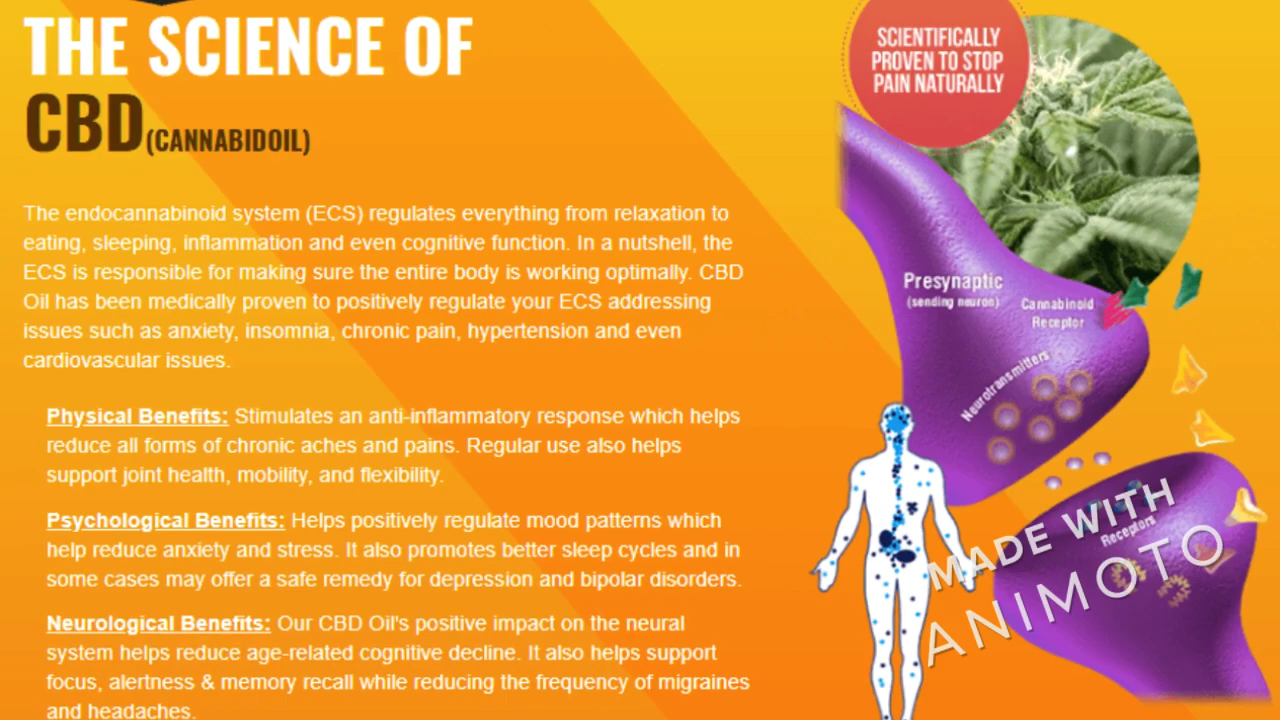 THE SCIENCE OF
CBD(CANNABIDOIL)
The endocannabinoid system (ECS) regulates everything from relaxation to
eating, sleeping, inflammation and even cognitive function. In a nutshell, the
ECS is responsible for making sure the entire body is working optimally. CBD
Oil has been medically proven to positively regulate your ECS addressing
issues such as anxiety, insomnia, chronic pain, hypertension and even
cardiovascular issues.
Physical Benefits: Stimulates an anti-inflammatory response which helps
reduce all forms of chronic aches and pains. Regular use also helps
support joint health, mobility, and flexibility.
Psychological Benefits: Helps positively regulate mood patterns which
help reduce anxiety and stress. It also promotes better sleep cycles and in
some cases may offer a safe remedy for depression and bipolar disorders.
Neurological Benefits: Our CBD Oil's positive impact on the neural
system helps reduce age-related cognitive decline. It also helps support
focus, alertness & memory recall while reducing the frequency of migraines
and headaches.
SCIENTIFICALLY
PROVEN TO STOP
PAIN NATURALLY
Presynaptic
(sending neuron)
Cannabinoid
Receptor
Neurotransmitters
Receptors
MADE WITH
ANIMOTO